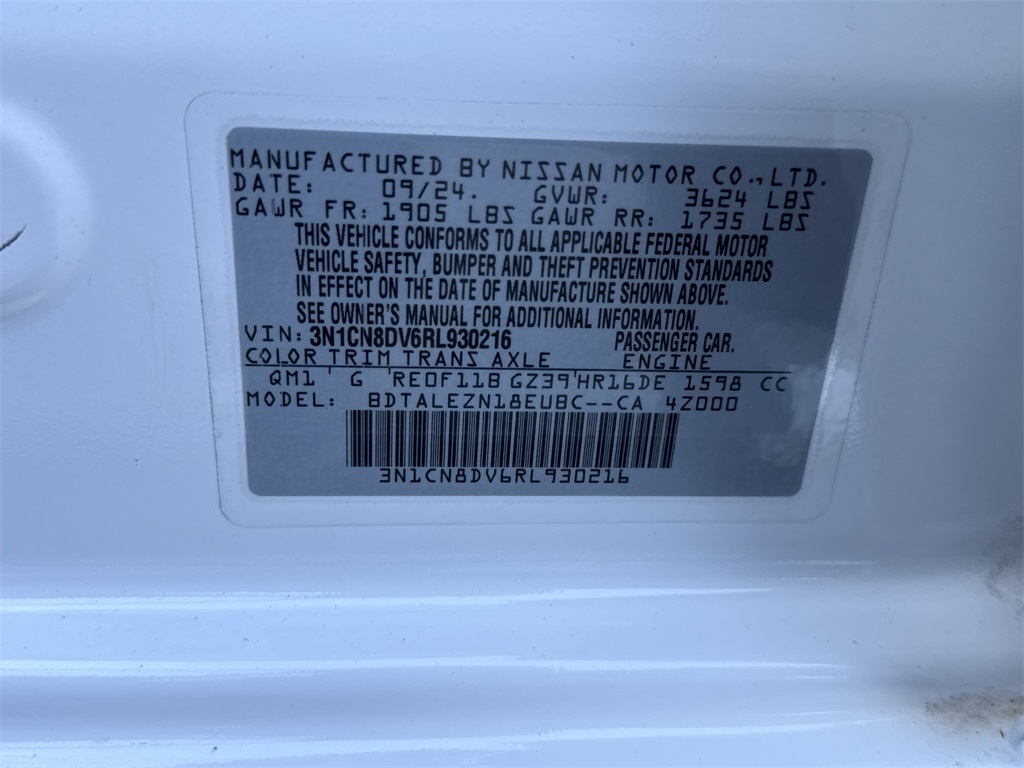 MANUFACTURED BY NISSAN MOTOR CO.,LTD.
DATE: 09/24. GVWR: 3624 LBS
GAWR FR: 1905 LBS GAWR RR: 1735 LBS
THIS VEHICLE CONFORMS TO ALL APPLICABLE FEDERAL MOTOR
VEHICLE SAFETY, BUMPER AND THEFT PREVENTION STANDARDS
IN EFFECT ON THE DATE OF MANUFACTURE SHOWN ABOVE.
SEE OWNER'S MANUAL FOR ADDITIONAL INFORMATION.
VIN: 3N1CN8DV6RL930216 PASSENGER CAR.
COLOR TRIM TRANS AXLE ENGINE
QM1 ' G 'RE0F11B GZ39'HR16DE 1598 CC
MODEL: BDTALEZN18EUBC--CA 4Z000
3N1CN8DV6RL930216